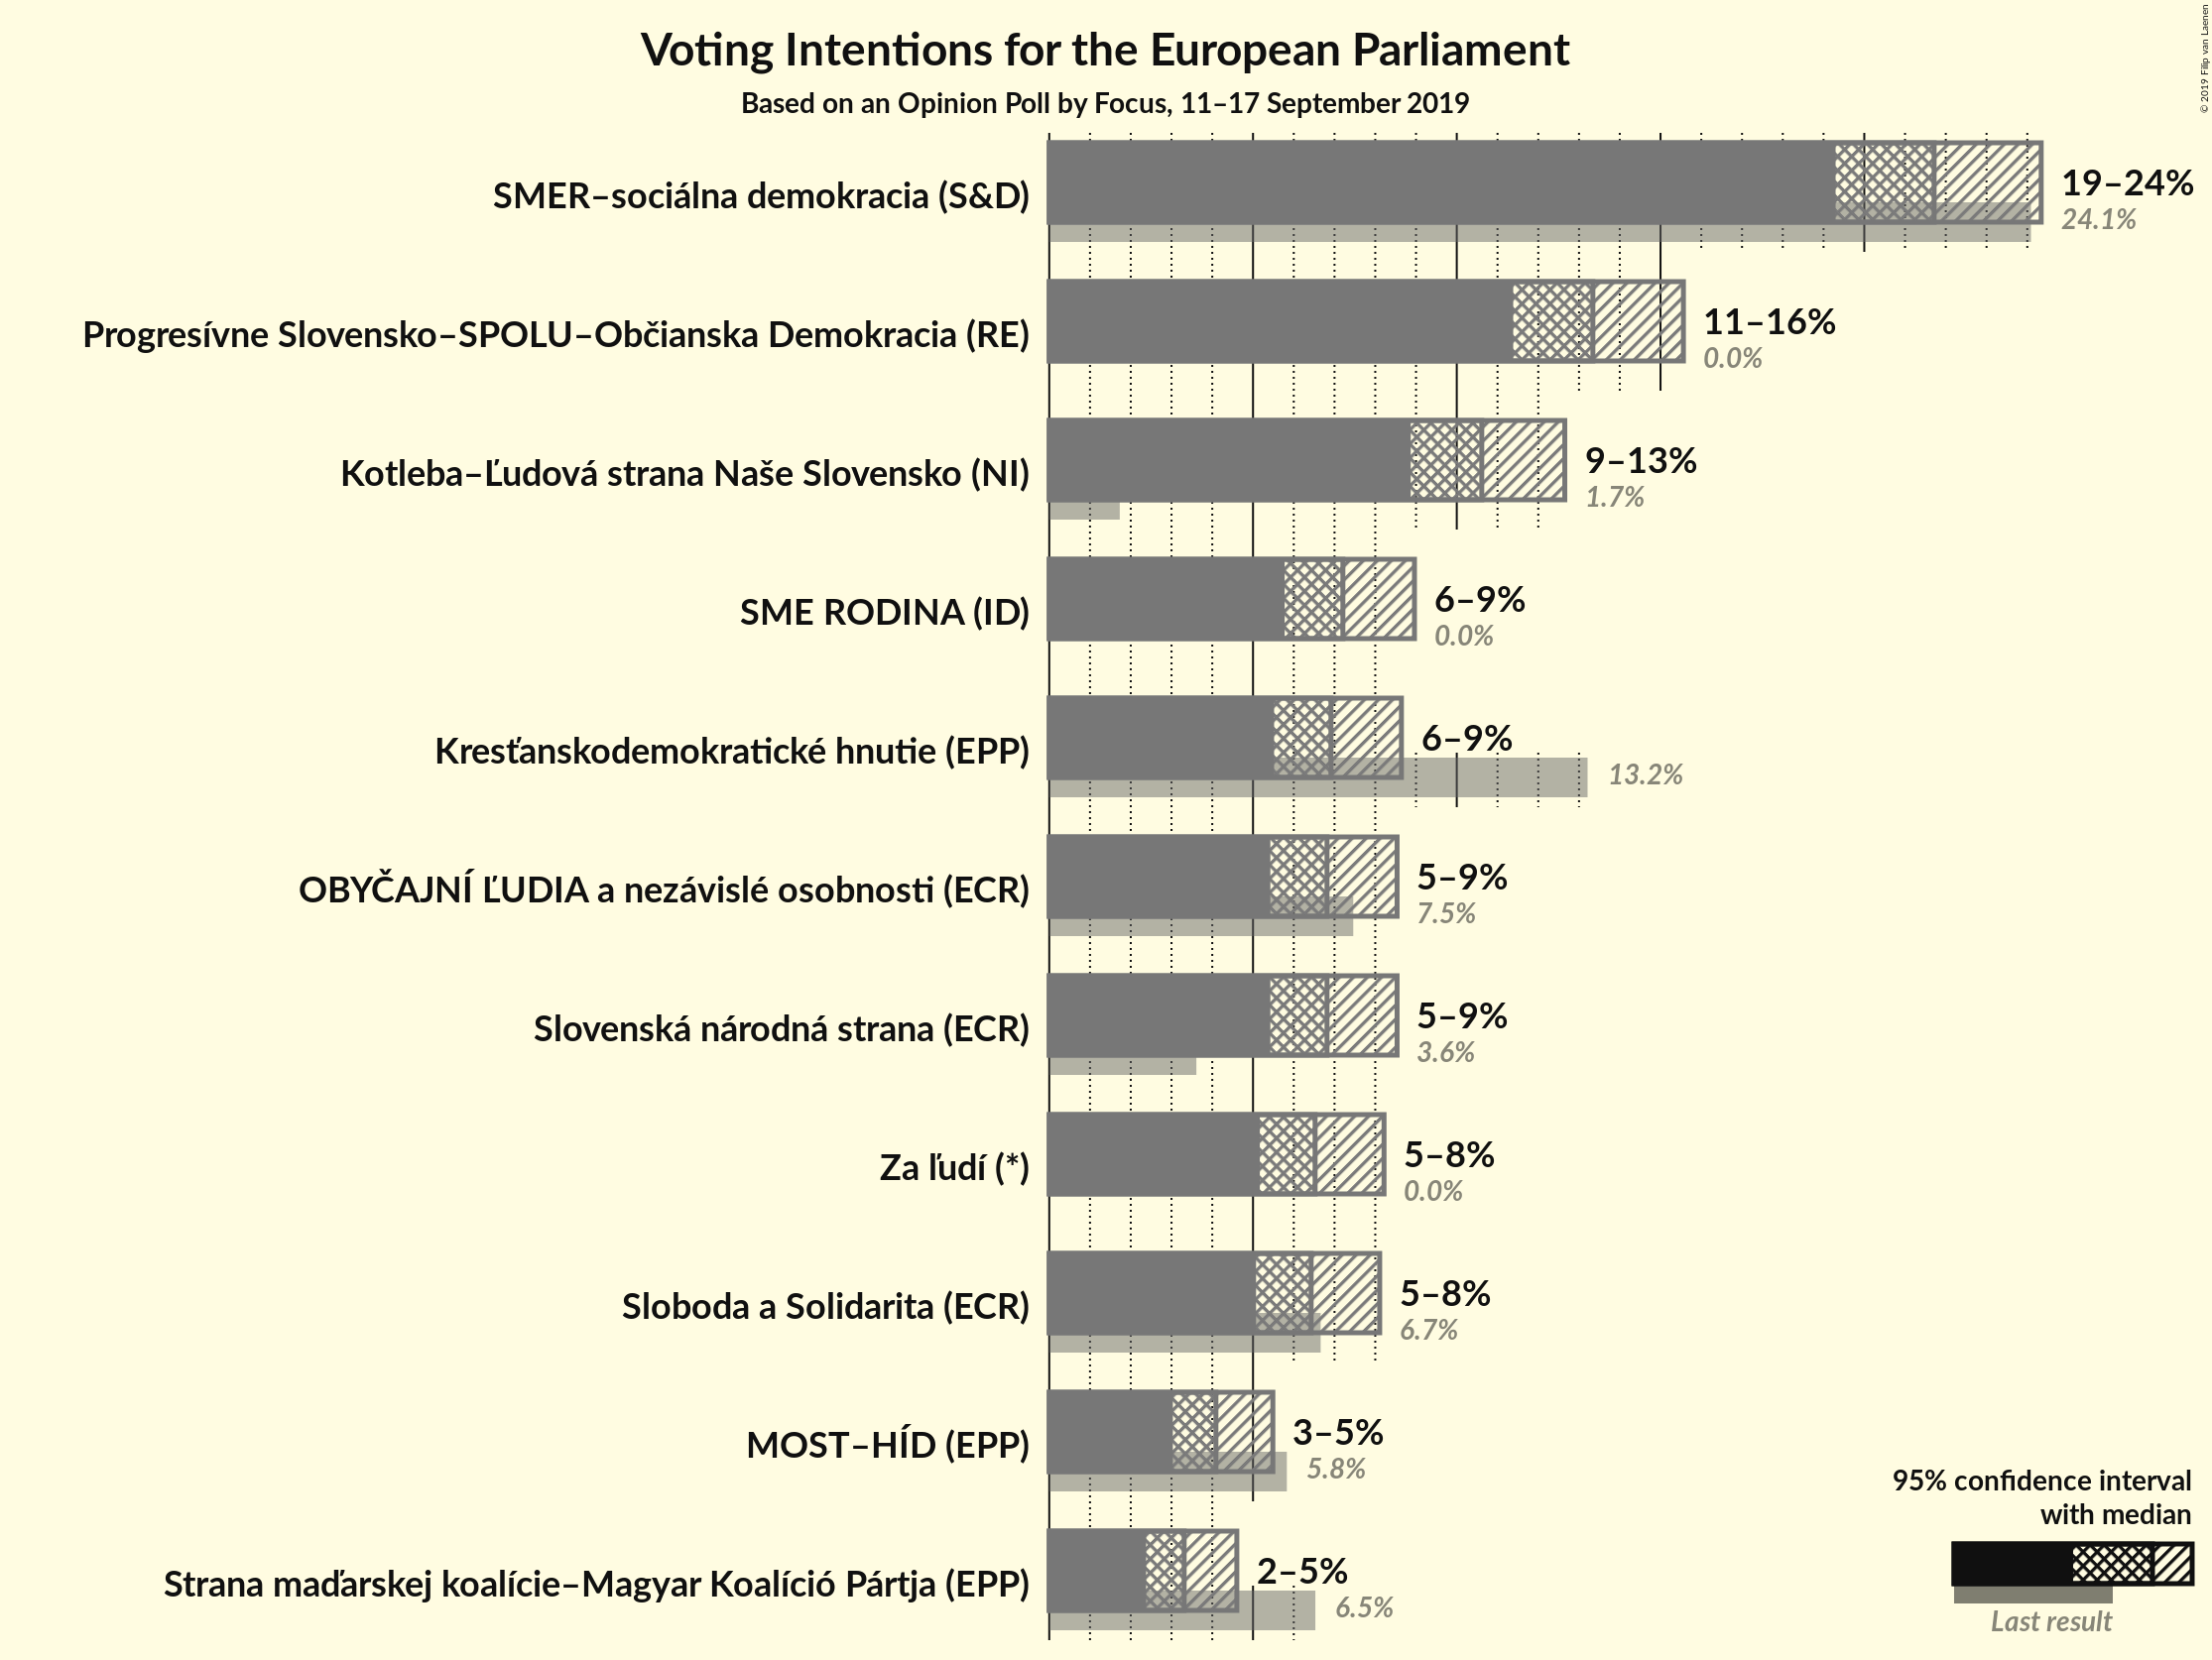 Voting Intentions for the European Parliament
Based on an Opinion Poll by Focus, 11–17 September 2019
© 2019 Filip van Laenen
SMER–sociálna demokracia (S&D)
19–24%
24.1%
Progresívne Slovensko–SPOLU–Občianska Demokracia (RE)
11–16%
0.0%
Kotleba–Ľudová strana Naše Slovensko (NI)
9–13%
1.7%
SME RODINA (ID)
6–9%
0.0%
Kresťanskodemokratické hnutie (EPP)
6–9%
13.2%
OBYČAJNÍ ĽUDIA a nezávislé osobnosti (ECR)
5–9%
7.5%
Slovenská národná strana (ECR)
5–9%
3.6%
Za ľudí (*)
5–8%
0.0%
Sloboda a Solidarita (ECR)
5–8%
6.7%
MOST–HÍD (EPP)
3–5%
5.8%
Strana maďarskej koalície–Magyar Koalíció Pártja (EPP)
2–5%
6.5%
95% confidence interval
with median
Last result